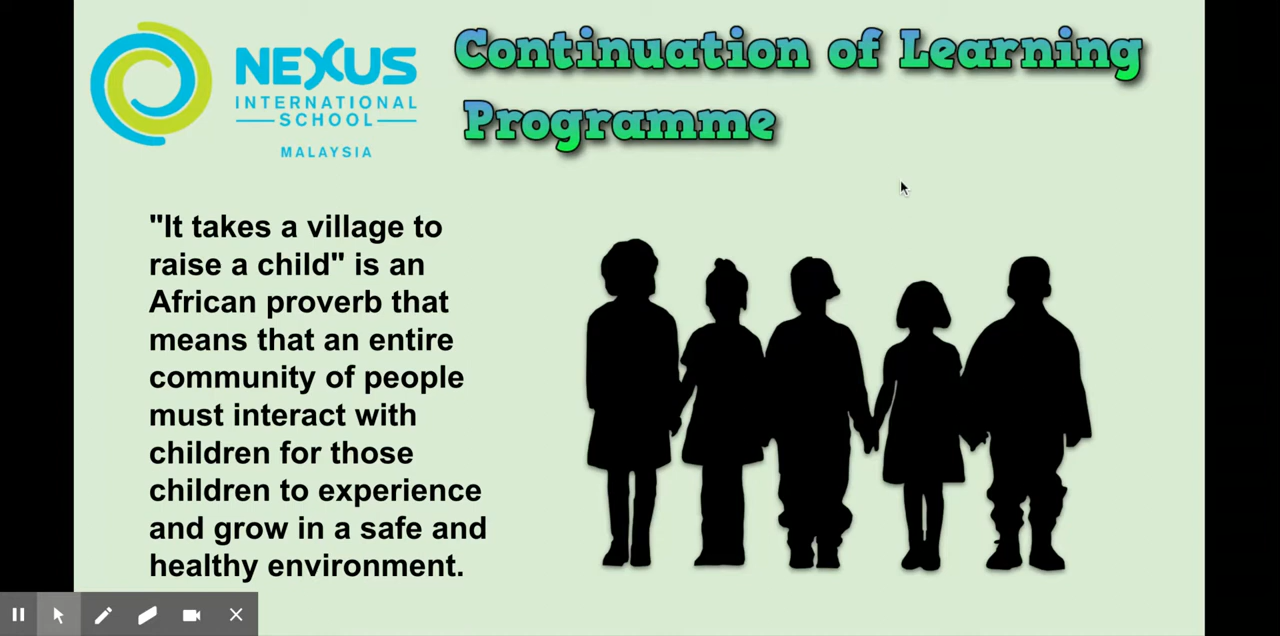 NEXUS
INTERNATIONAL
SCHOOL
MALAYSIA
Continuation of Learning
Programme
"It takes a village to
raise a child" is an
African proverb that
means that an entire
community of people
must interact with
children for those
children to experience
and grow in a safe and
healthy environment.